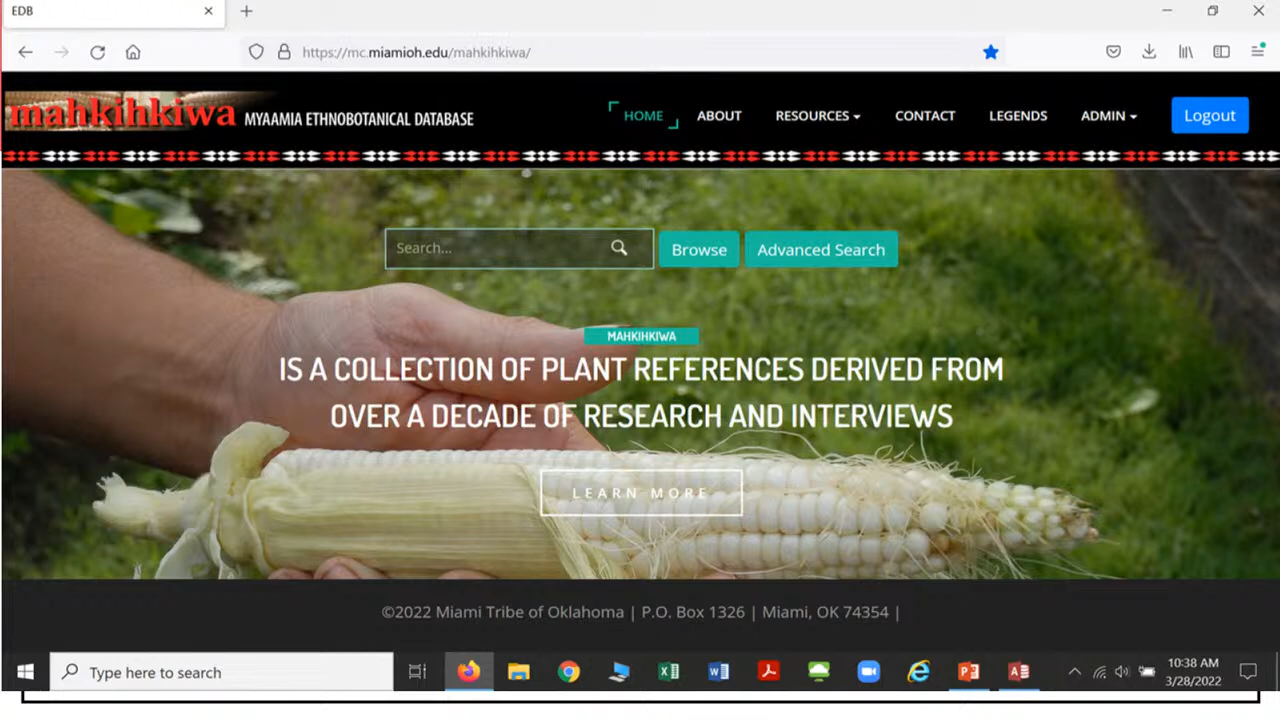 EDB
https://mc.miamioh.edu/mahkihkiwa/
mahkihkiwa MYAAMIA ETHNOBOTANICAL DATABASE
HOME ABOUT RESOURCES CONTACT LEGENDS ADMIN Logout
Search... Browse Advanced Search
MAHKIHKIWA
IS A COLLECTION OF PLANT REFERENCES DERIVED FROM
OVER A DECADE OF RESEARCH AND INTERVIEWS
LEARN MORE
©2022 Miami Tribe of Oklahoma | P.O. Box 1326 | Miami, OK 74354 |
Type here to search
10:38 AM
3/28/2022